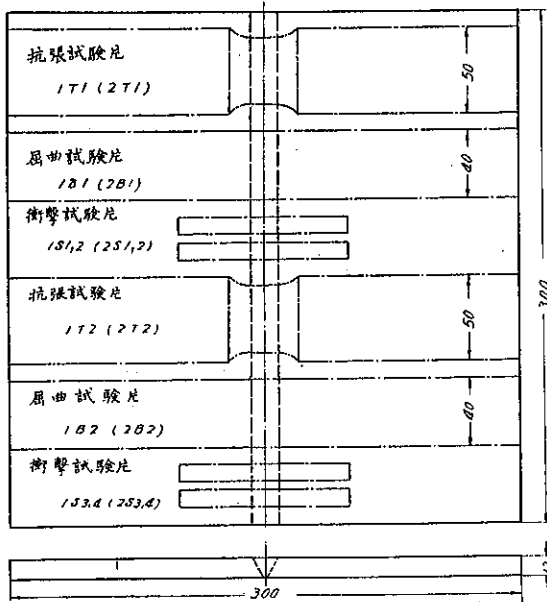 抗張試験片
1T1 (2T1)
50
屈曲試験片
1B1 (2B1)
40
衝撃試験片
1S1,2 (2S1,2)
抗張試験片
1T2 (2T2)
50
300
屈曲試験片
1B2 (2B2)
40
衝撃試験片
1S3,4 (2S3,4)
300